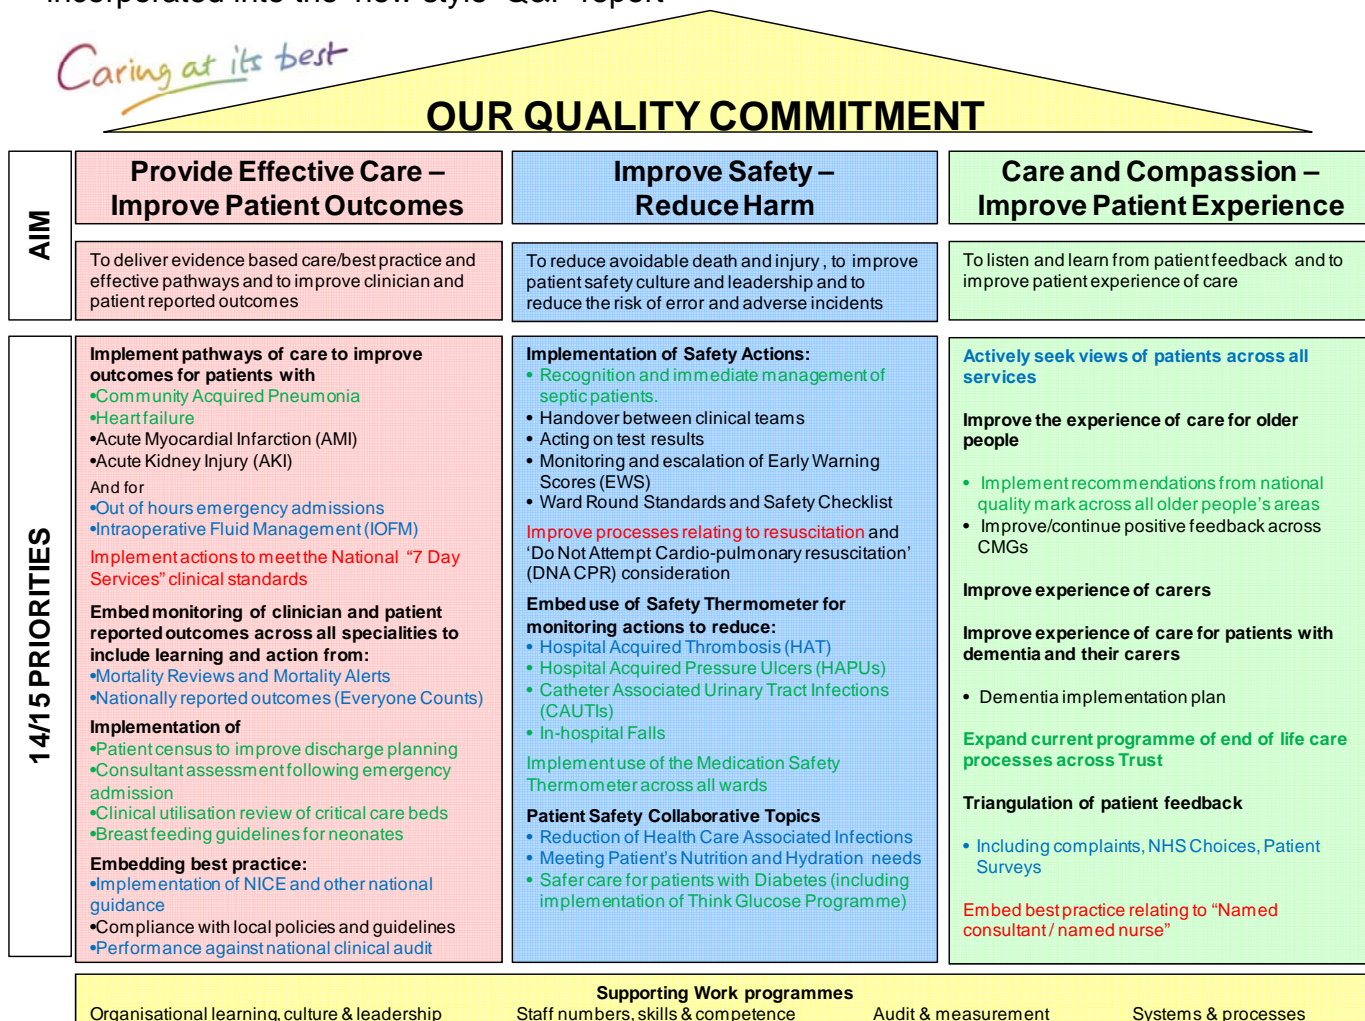 incorporated into the 'new style' Q&P report
Caring at its best
OUR QUALITY COMMITMENT
AIM
Provide Effective Care –
Improve Patient Outcomes
To deliver evidence based care/best practice and
effective pathways and to improve clinician and
patient reported outcomes
Improve Safety –
Reduce Harm
To reduce avoidable death and injury , to improve
patient safety culture and leadership and to
reduce the risk of error and adverse incidents
Care and Compassion –
Improve Patient Experience
To listen and learn from patient feedback and to
improve patient experience of care
14/15 PRIORITIES
Implement pathways of care to improve
outcomes for patients with
•Community Acquired Pneumonia
•Heart failure
•Acute Myocardial Infarction (AMI)
•Acute Kidney Injury (AKI)
And for
•Out of hours emergency admissions
•Intraoperative Fluid Management (IOFM)
Implement actions to meet the National "7 Day
Services" clinical standards
Embed monitoring of clinician and patient
reported outcomes across all specialities to
include learning and action from:
•Mortality Reviews and Mortality Alerts
•Nationally reported outcomes (Everyone Counts)
Implementation of
•Patient census to improve discharge planning
•Consultant assessment following emergency
admission
•Clinical utilisation review of critical care beds
•Breast feeding guidelines for neonates
Embedding best practice:
•Implementation of NICE and other national
guidance
•Compliance with local policies and guidelines
•Performance against national clinical audit
Implementation of Safety Actions:
• Recognition and immediate management of
septic patients.
• Handover between clinical teams
• Acting on test results
• Monitoring and escalation of Early Warning
Scores (EWS)
• Ward Round Standards and Safety Checklist
Improve processes relating to resuscitation and
'Do Not Attempt Cardio-pulmonary resuscitation'
(DNA CPR) consideration
Embed use of Safety Thermometer for
monitoring actions to reduce:
• Hospital Acquired Thrombosis (HAT)
• Hospital Acquired Pressure Ulcers (HAPUs)
• Catheter Associated Urinary Tract Infections
(CAUTIs)
• In-hospital Falls
Implement use of the Medication Safety
Thermometer across all wards
Patient Safety Collaborative Topics
• Reduction of Health Care Associated Infections
• Meeting Patient's Nutrition and Hydration needs
• Safer care for patients with Diabetes (including
implementation of Think Glucose Programme)
Actively seek views of patients across all
services
Improve the experience of care for older
people
• Implement recommendations from national
quality mark across all older people's areas
• Improve/continue positive feedback across
CMGs
Improve experience of carers
Improve experience of care for patients with
dementia and their carers
• Dementia implementation plan
Expand current programme of end of life care
processes across Trust
Triangulation of patient feedback
• Including complaints, NHS Choices, Patient
Surveys
Embed best practice relating to "Named
consultant / named nurse"
Supporting Work programmes
Organisational learning, culture & leadership Staff numbers, skills & competence Audit & measurement Systems & processes